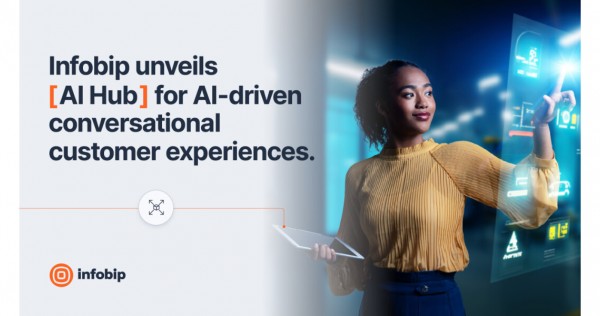 Infobip unveils
[AI Hub] for AI-driven
conversational
customer experiences.
infobip